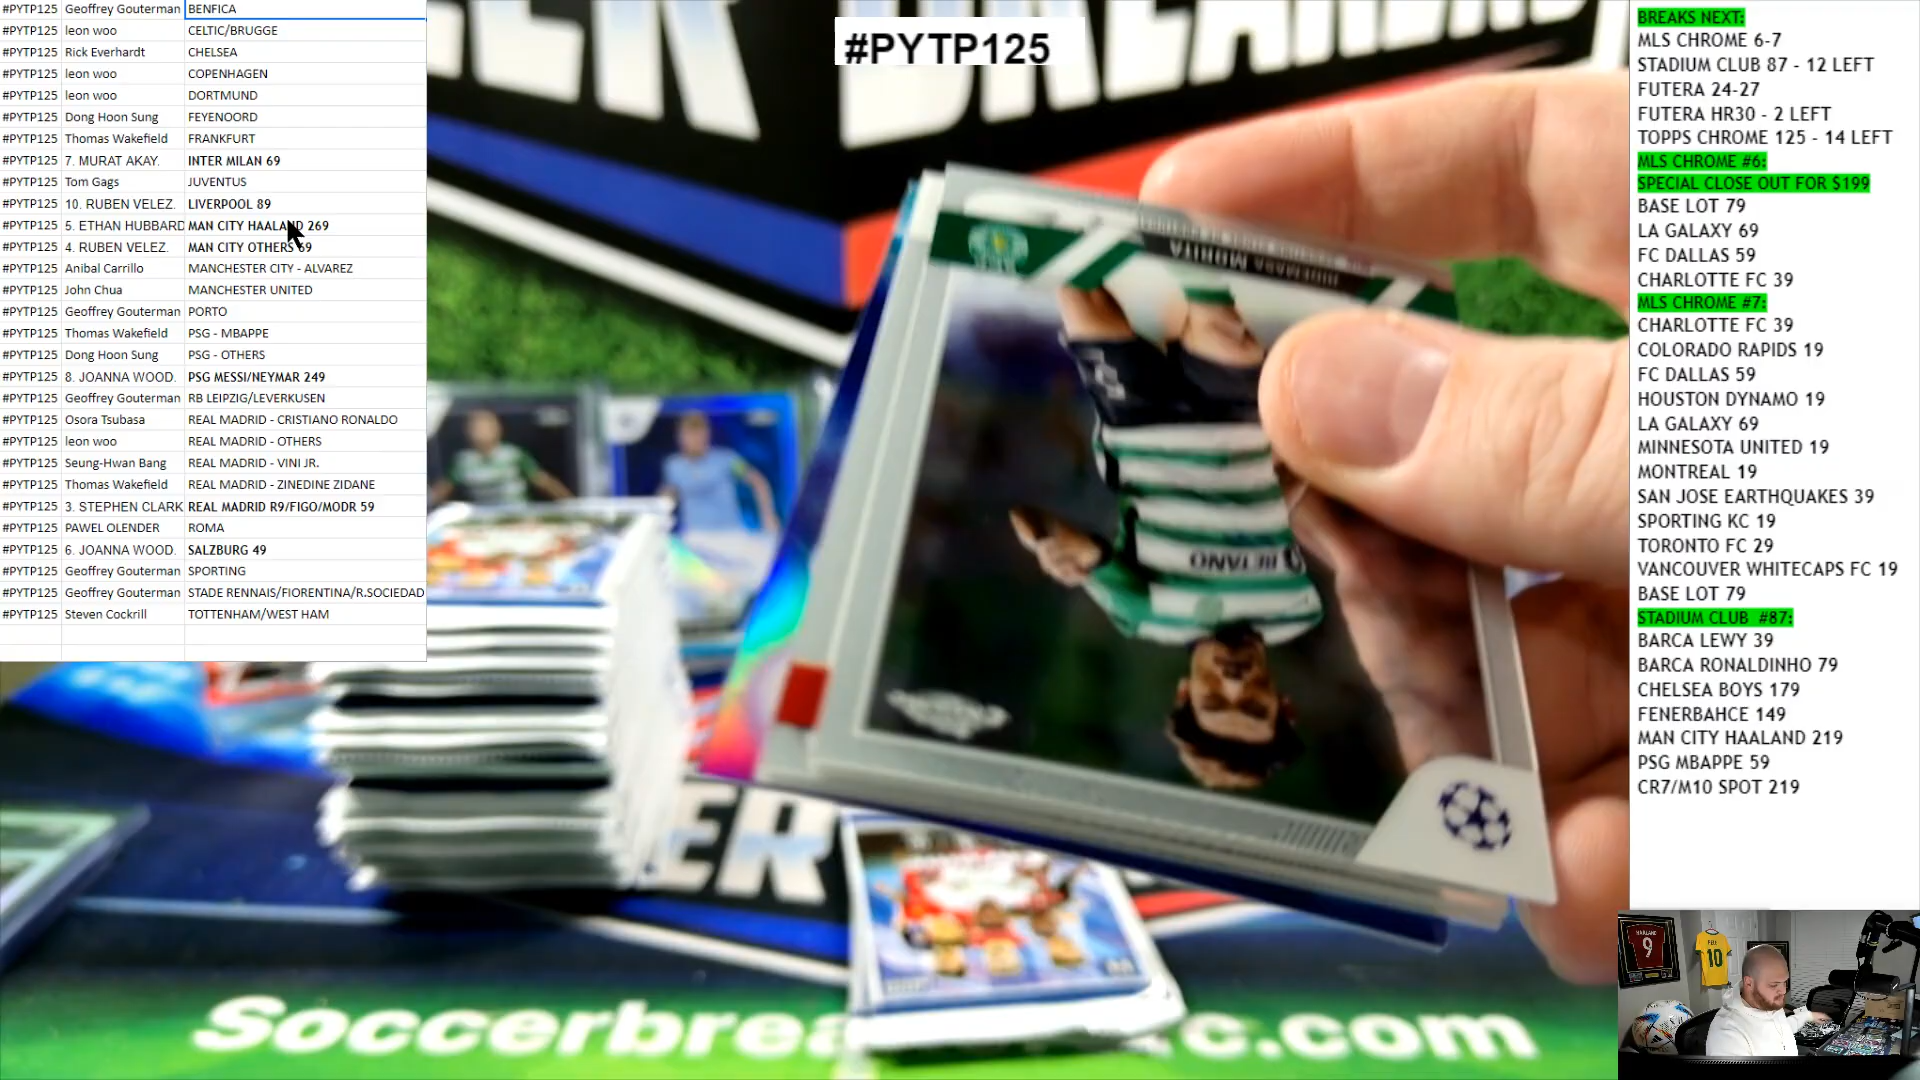 #PYTP125 Geoffrey Gouterman BENFICA
#PYTP125 leon woo CELTIC/BRUGGE
#PYTP125 Rick Everhardt CHELSEA
#PYTP125 leon woo COPENHAGEN
#PYTP125 leon woo DORTMUND
#PYTP125 Dong Hoon Sung FEYENOORD
#PYTP125 Thomas Wakefield FRANKFURT
#PYTP125 7. MURAT AKAY. INTER MILAN 69
#PYTP125 Tom Gags JUVENTUS
#PYTP125 10. RUBEN VELEZ. LIVERPOOL 89
#PYTP125 5. ETHAN HUBBARD MAN CITY HAALAND 269
#PYTP125 4. RUBEN VELEZ. MAN CITY OTHERS 69
#PYTP125 Anibal Carrillo MANCHESTER CITY - ALVAREZ
#PYTP125 John Chua MANCHESTER UNITED
#PYTP125 Geoffrey Gouterman PORTO
#PYTP125 Thomas Wakefield PSG - MBAPPE
#PYTP125 Dong Hoon Sung PSG - OTHERS
#PYTP125 8. JOANNA WOOD. PSG MESSI/NEYMAR 249
#PYTP125 Geoffrey Gouterman RB LEIPZIG/LEVERKUSEN
#PYTP125 Osora Tsubasa REAL MADRID - CRISTIANO RONALDO
#PYTP125 leon woo REAL MADRID - OTHERS
#PYTP125 Seung-Hwan Bang REAL MADRID - VINI JR.
#PYTP125 Thomas Wakefield REAL MADRID - ZINEDINE ZIDANE
#PYTP125 3. STEPHEN CLARK REAL MADRID R9/FIGO/MODR 59
#PYTP125 PAWEL OLENDER ROMA
#PYTP125 6. JOANNA WOOD. SALZBURG 49
#PYTP125 Geoffrey Gouterman SPORTING
#PYTP125 Geoffrey Gouterman STADE RENNAIS/FIORENTINA/R.SOCIEDAD
#PYTP125 Steven Cockrill TOTTENHAM/WEST HAM
#PYTP125
HIDEMASA MORITA
BETANO
ER
Soccerbrea c.com
BREAKS NEXT:
MLS CHROME 6-7
STADIUM CLUB 87 - 12 LEFT
FUTERA 24-27
FUTERA HR30 - 2 LEFT
TOPPS CHROME 125 - 14 LEFT
MLS CHROME #6:
SPECIAL CLOSE OUT FOR $199
BASE LOT 79
LA GALAXY 69
FC DALLAS 59
CHARLOTTE FC 39
MLS CHROME #7:
CHARLOTTE FC 39
COLORADO RAPIDS 19
FC DALLAS 59
HOUSTON DYNAMO 19
LA GALAXY 69
MINNESOTA UNITED 19
MONTREAL 19
SAN JOSE EARTHQUAKES 39
SPORTING KC 19
TORONTO FC 29
VANCOUVER WHITECAPS FC 19
BASE LOT 79
STADIUM CLUB #87:
BARCA LEWY 39
BARCA RONALDINHO 79
CHELSEA BOYS 179
FENERBAHCE 149
MAN CITY HAALAND 219
PSG MBAPPE 59
CR7/M10 SPOT 219
HAALAND
9
PELE
10